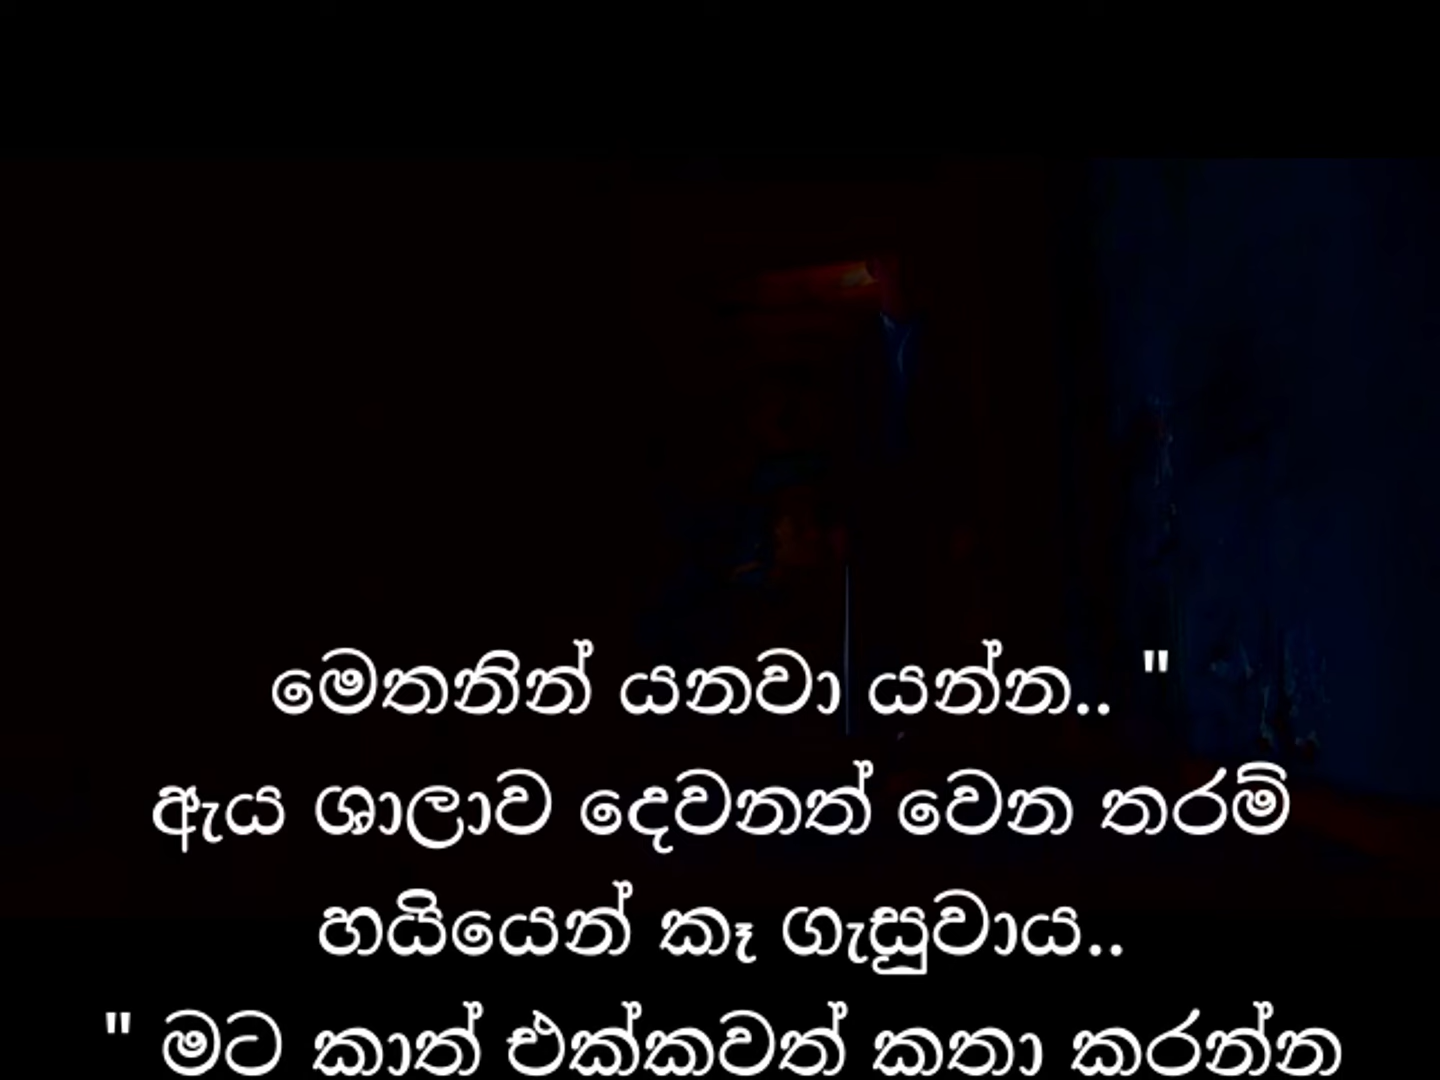 මෙතනින් යනවා යන්න.. "
ඇය ශාලාව දෙවනත් වෙන තරම්
හයියෙන් කෑ ගැසුවාය..
" මට කාත් එක්කවත් කතා කරන්න